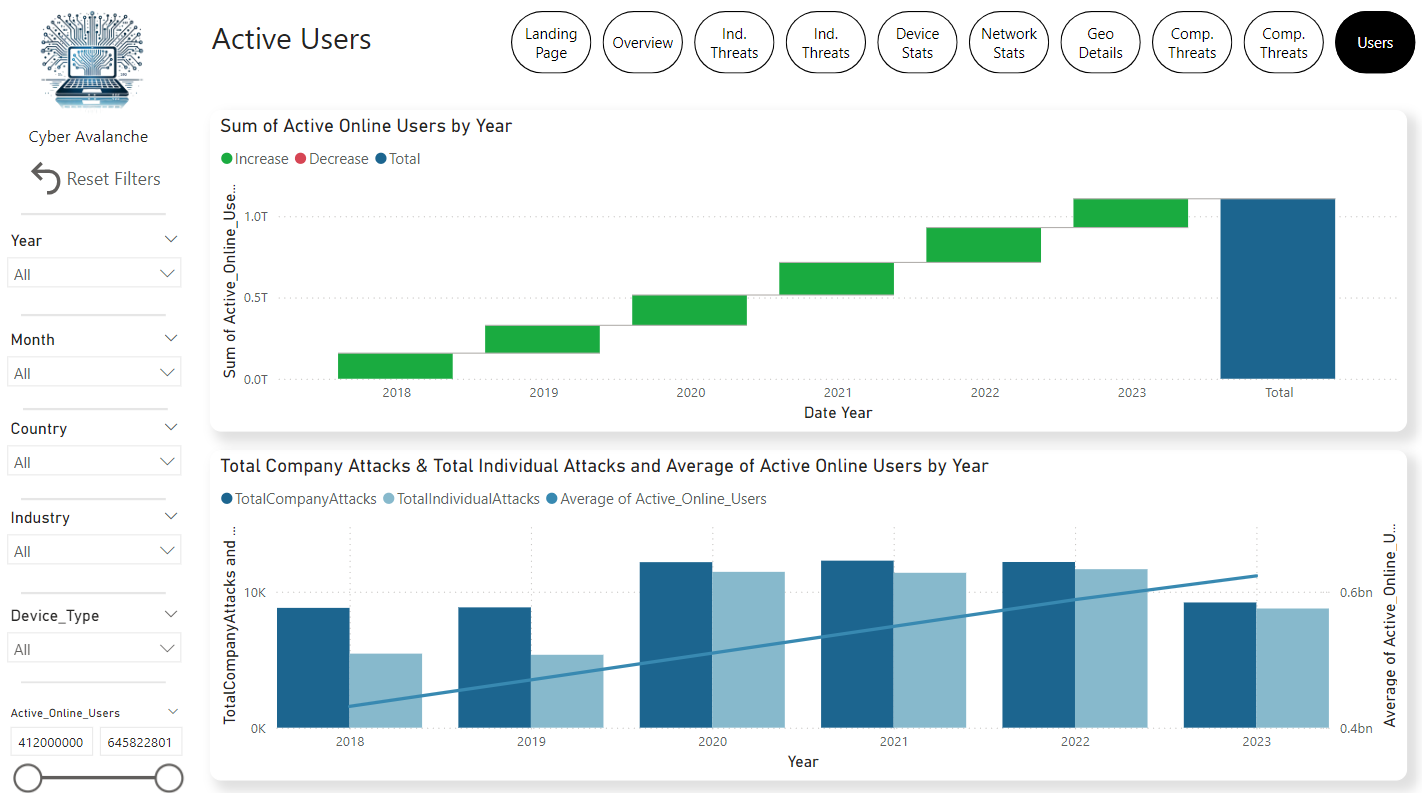 Active Users
Landing Page
Overview
Ind. Threats
Ind. Threats
Device Stats
Network Stats
Geo Details
Comp. Threats
Comp. Threats
Users
Cyber Avalanche
Reset Filters
Year
All
Month
All
Country
All
Industry
All
Device_Type
All
Active_Online_Users
412000000 645822801
Sum of Active Online Users by Year
Increase Decrease Total
Sum of Active_Online_Use...
1.0T
0.5T
0.0T
2018 2019 2020 2021 2022 2023 Total
Date Year
Total Company Attacks & Total Individual Attacks and Average of Active Online Users by Year
TotalCompanyAttacks TotalIndividualAttacks Average of Active_Online_Users
TotalCompanyAttacks and ...
10K
0K
Average of Active_Online_U...
0.6bn
0.4bn
2018 2019 2020 2021 2022 2023
Year